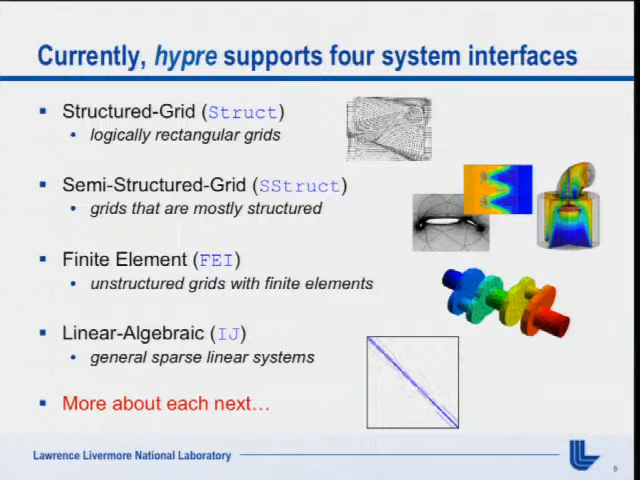 Currently, hypre supports four system interfaces
▪ Structured-Grid (Struct)
• logically rectangular grids
▪ Semi-Structured-Grid (SStruct)
• grids that are mostly structured
▪ Finite Element (FEI)
• unstructured grids with finite elements
▪ Linear-Algebraic (IJ)
• general sparse linear systems
▪ More about each next…
Lawrence Livermore National Laboratory
9